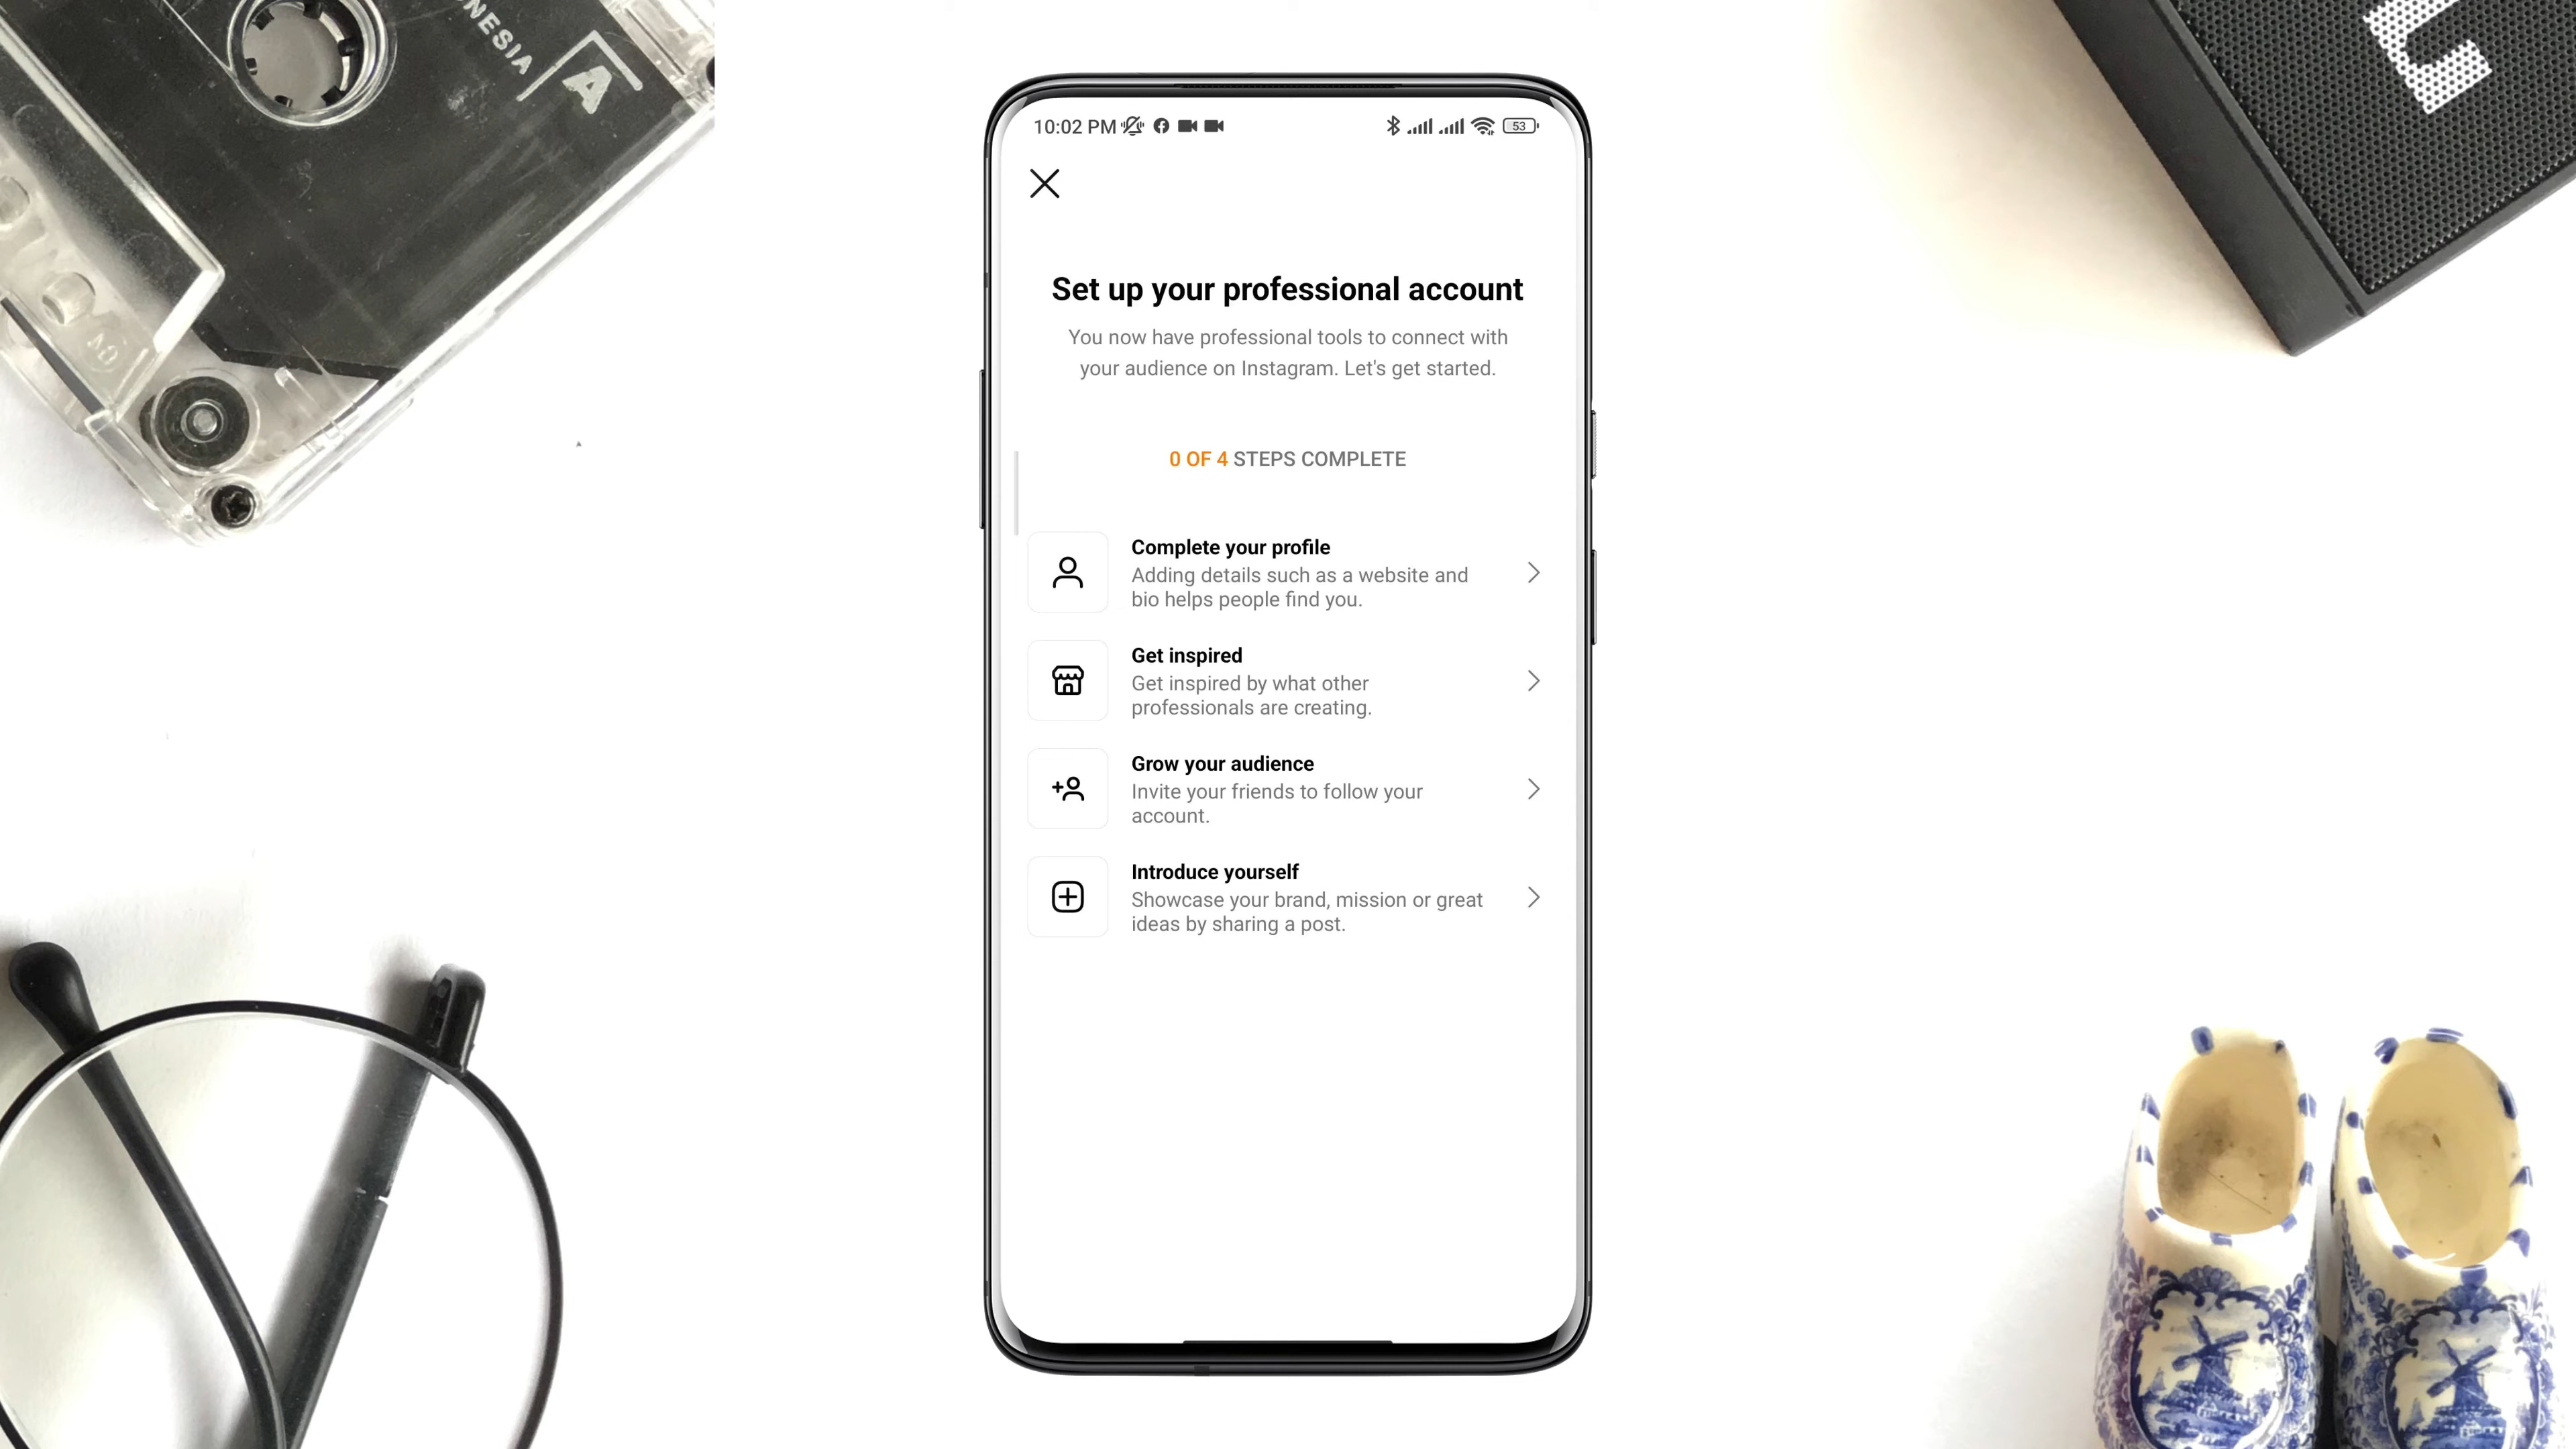 NESIA
A
10:02 PM
53
Set up your professional account
You now have professional tools to connect with
your audience on Instagram. Let's get started.
0 OF 4 STEPS COMPLETE
Complete your profile
Adding details such as a website and
bio helps people find you.
Get inspired
Get inspired by what other
professionals are creating.
Grow your audience
Invite your friends to follow your
account.
Introduce yourself
Showcase your brand, mission or great
ideas by sharing a post.